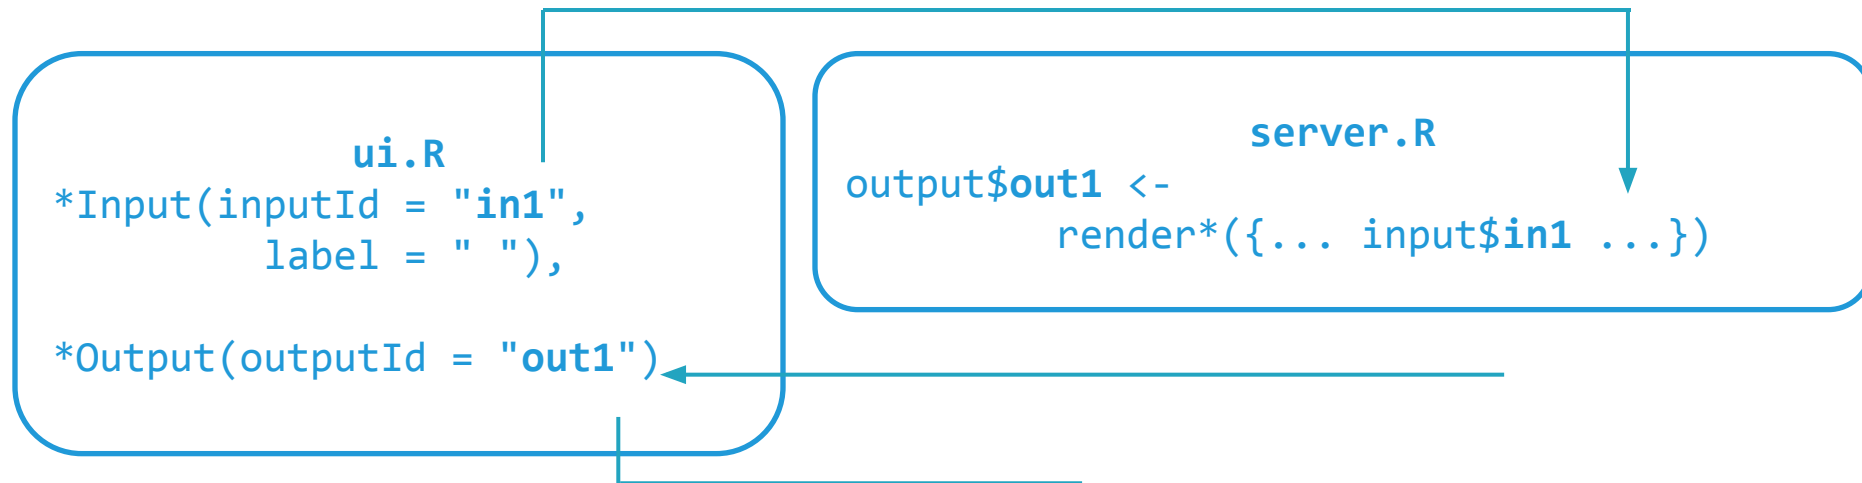 ui.R
*Input(inputId = "in1",
label = " "),
*Output(outputId = "out1")
server.R
output$out1 <-
render*({... input$in1 ...})